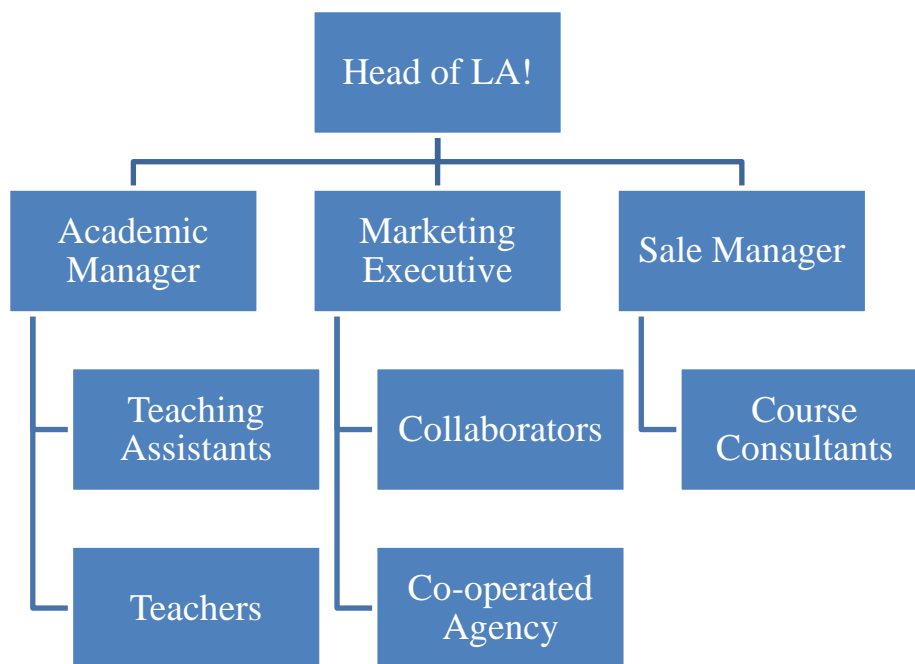 Head of LA!
Academic
Manager
Marketing
Executive
Sale Manager
Teaching
Assistants
Collaborators
Course
Consultants
Teachers
Co-operated
Agency